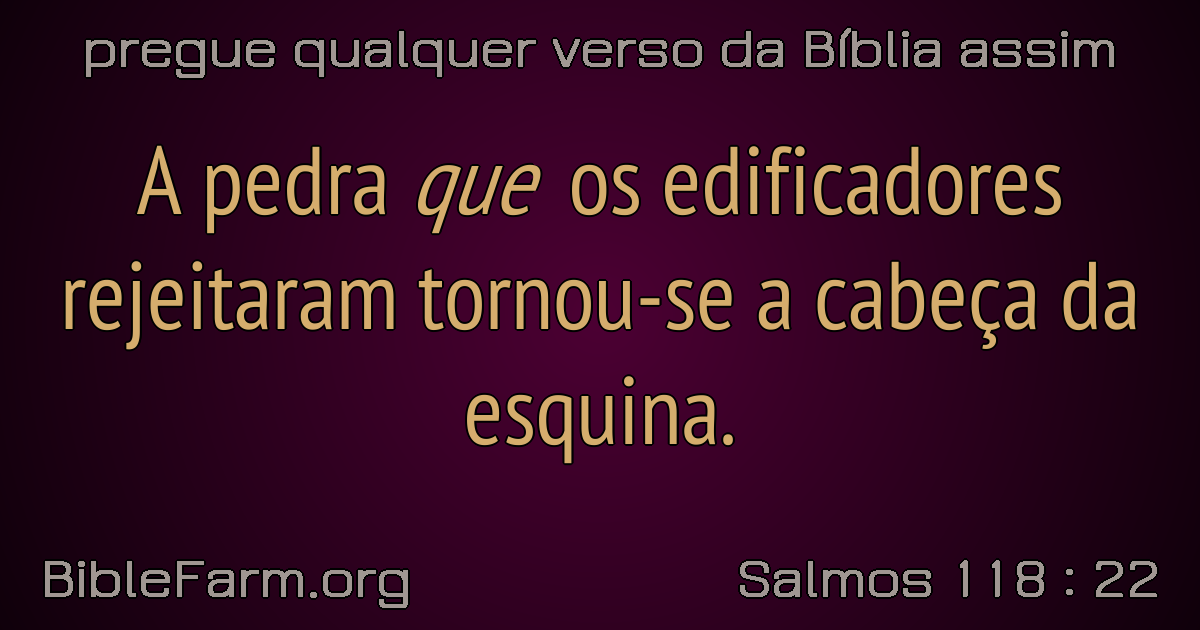 pregue qualquer verso da Bíblia assim
A pedra que os edificadores
rejeitaram tornou-se a cabeça da
esquina.
BibleFarm.org
Salmos 118 : 22